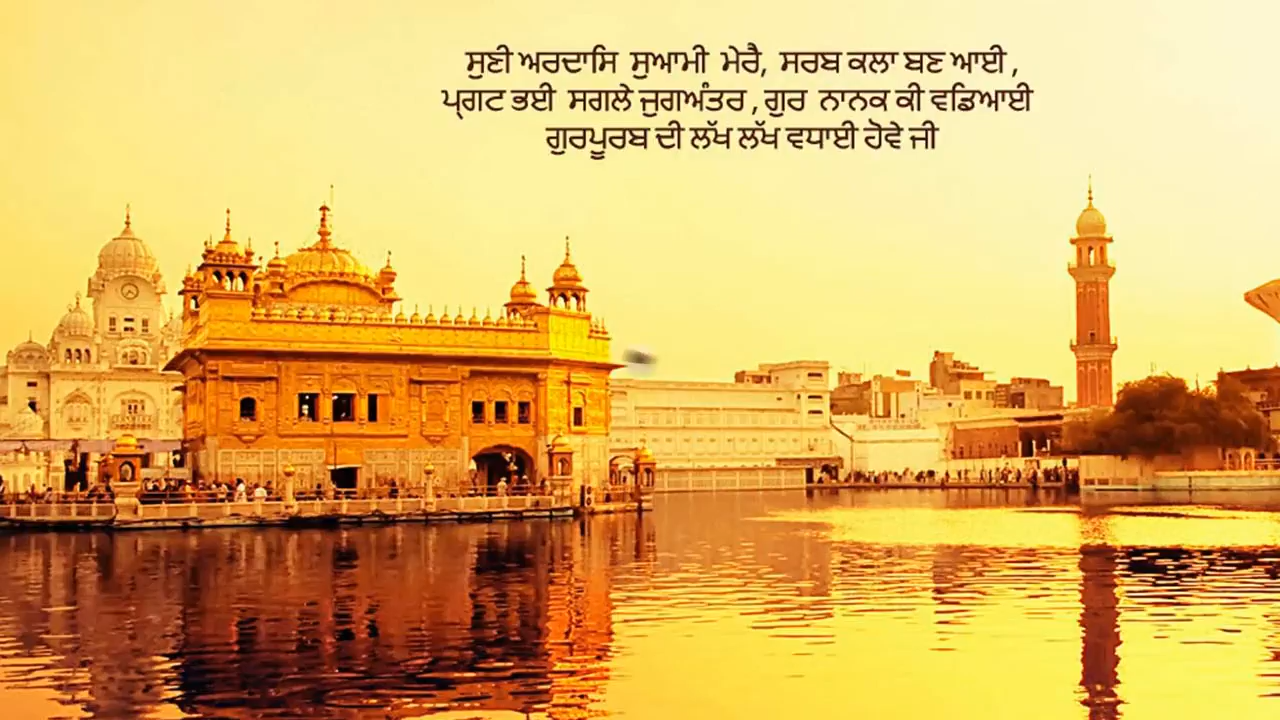 ਸੁਣੀ ਅਰਦਾਸਿ ਸੁਆਮੀ ਮੇਰੈ, ਸਰਬ ਕਲਾ ਬਣ ਆਈ ,
ਪ੍ਰਗਟ ਭਈ ਸਗਲੇ ਜੁਗਅੰਤਰ , ਗੁਰ ਨਾਨਕ ਕੀ ਵਡਿਆਈ
ਗੁਰਪੂਰਬ ਦੀ ਲੱਖ ਲੱਖ ਵਧਾਈ ਹੋਵੇ ਜੀ